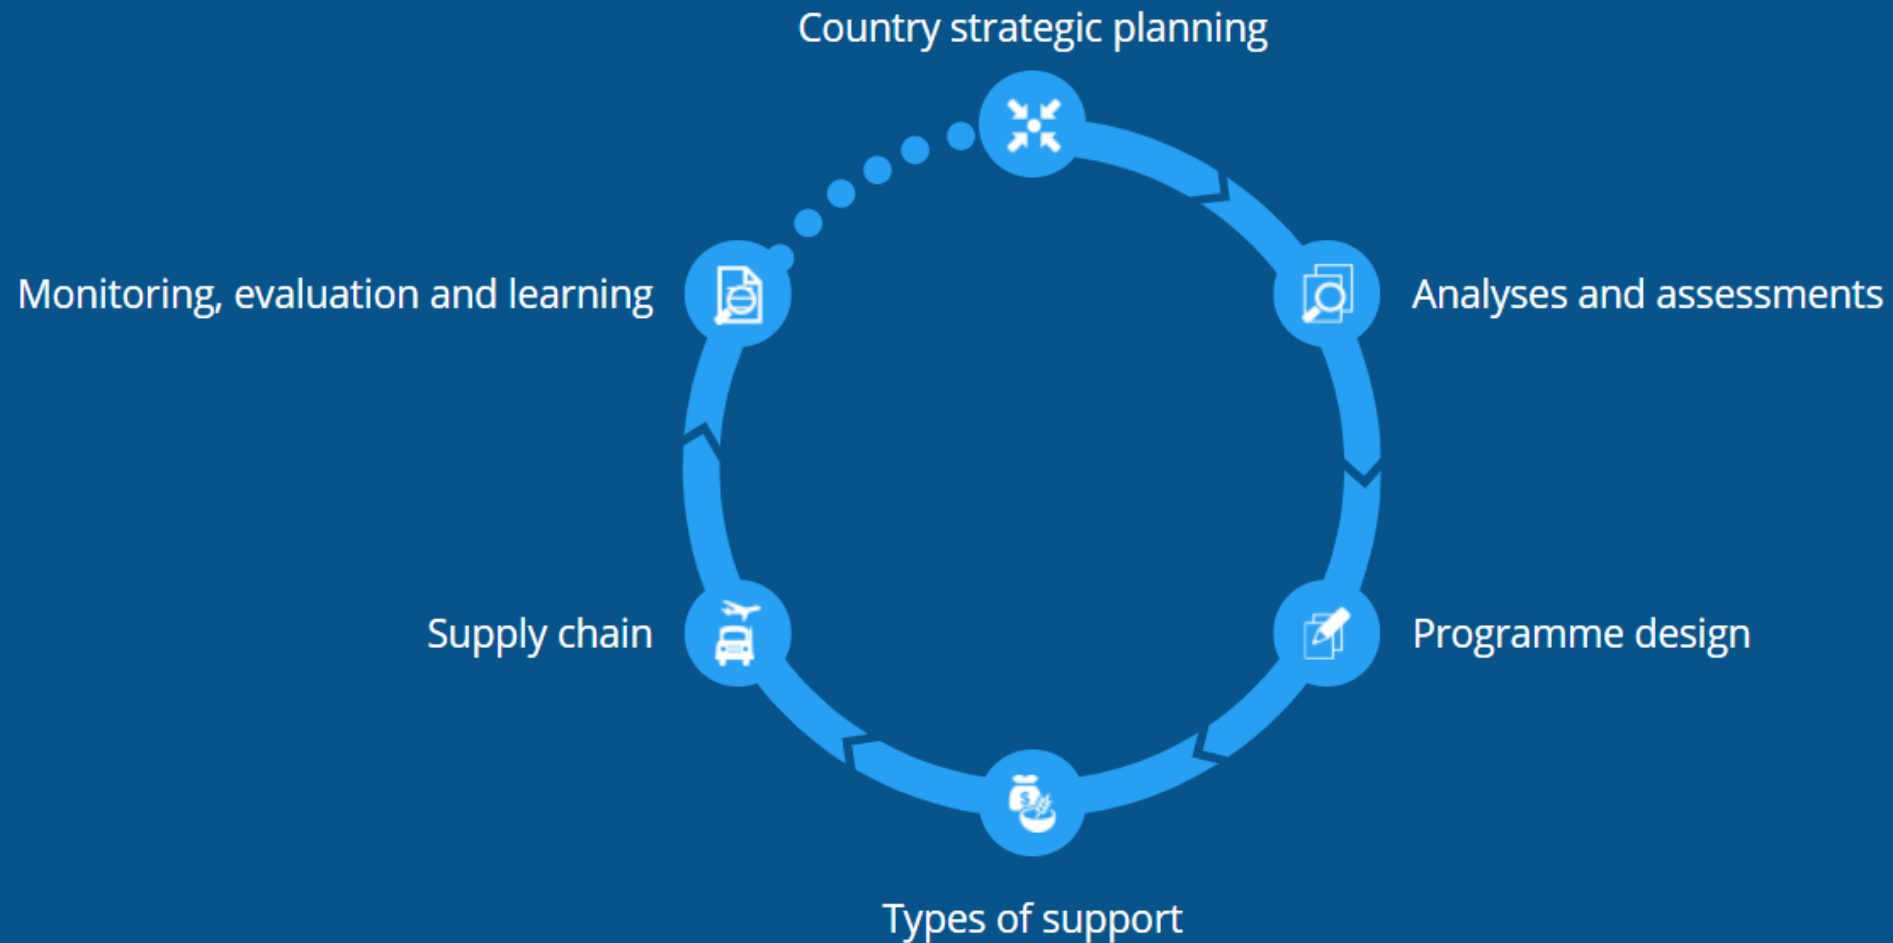 Country strategic planning
Monitoring, evaluation and learning
Analyses and assessments
Supply chain
Programme design
Types of support